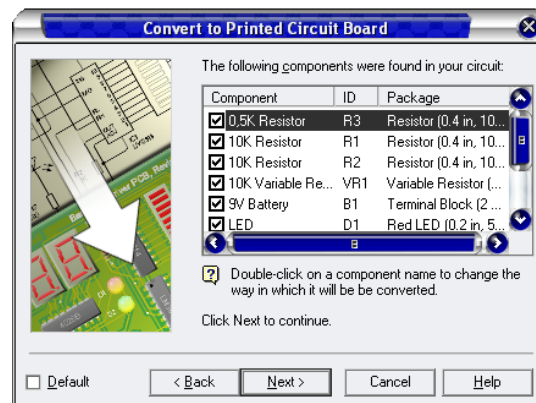 Convert to Printed Circuit Board
The following components were found in your circuit:
Component ID Package
0,5K Resistor R3 Resistor (0.4 in, 10...
10K Resistor R1 Resistor (0.4 in, 10...
10K Resistor R2 Resistor (0.4 in, 10...
10K Variable Re... VR1 Variable Resistor (...
9V Battery B1 Terminal Block (2 ...
LED D1 Red LED (0.2 in, 5...
Double-click on a component name to change the
way in which it will be be converted.
Click Next to continue.
Default
< Back
Next >
Cancel
Help
D1
D2